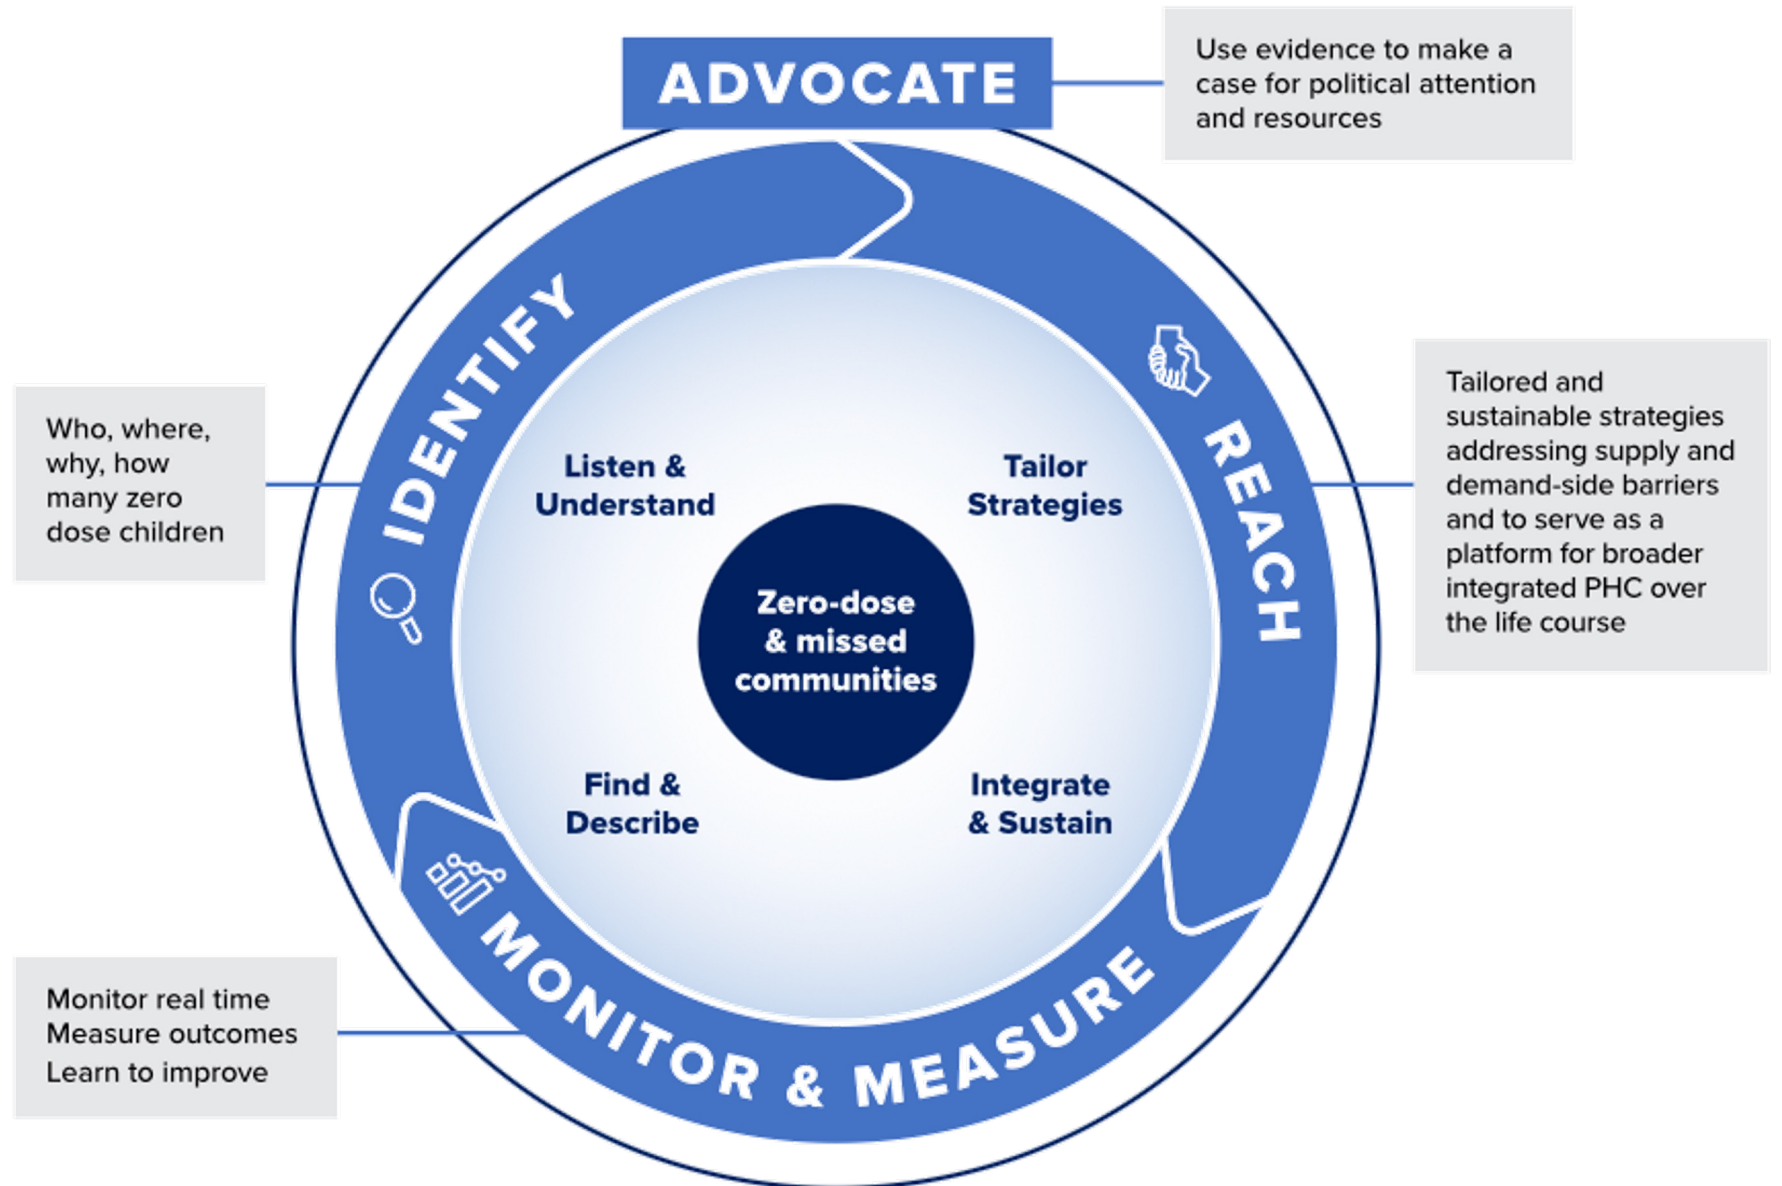 ADVOCATE
Use evidence to make a
case for political attention
and resources
IDENTIFY
Who, where,
why, how
many zero
dose children
REACH
Tailored and
sustainable strategies
addressing supply and
demand-side barriers
and to serve as a
platform for broader
integrated PHC over
the life course
Listen &
Understand
Tailor
Strategies
Zero-dose
& missed
communities
Find &
Describe
Integrate
& Sustain
MONITOR & MEASURE
Monitor real time
Measure outcomes
Learn to improve